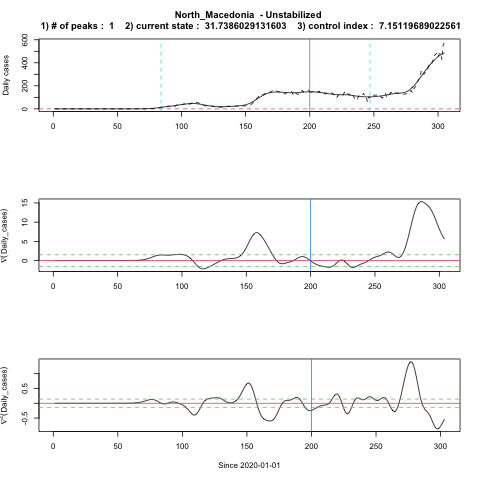 North_Macedonia - Unstabilized
1) # of peaks : 1 2) current state : 31.7386029131603 3) control index : 7.15119689022561
Daily cases
0 200 400 600
0 50 100 150 200 250 300
∇(Daily_cases)
0 5 10 15
0 50 100 150 200 250 300
∇²(Daily_cases)
-0.5 0.5
0 50 100 150 200 250 300
Since 2020-01-01